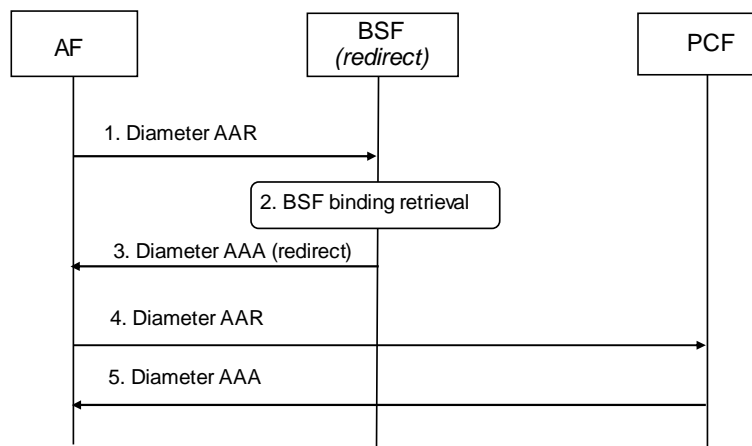 AF
BSF
(redirect)
PCF
1. Diameter AAR
2. BSF binding retrieval
3. Diameter AAA (redirect)
4. Diameter AAR
5. Diameter AAA